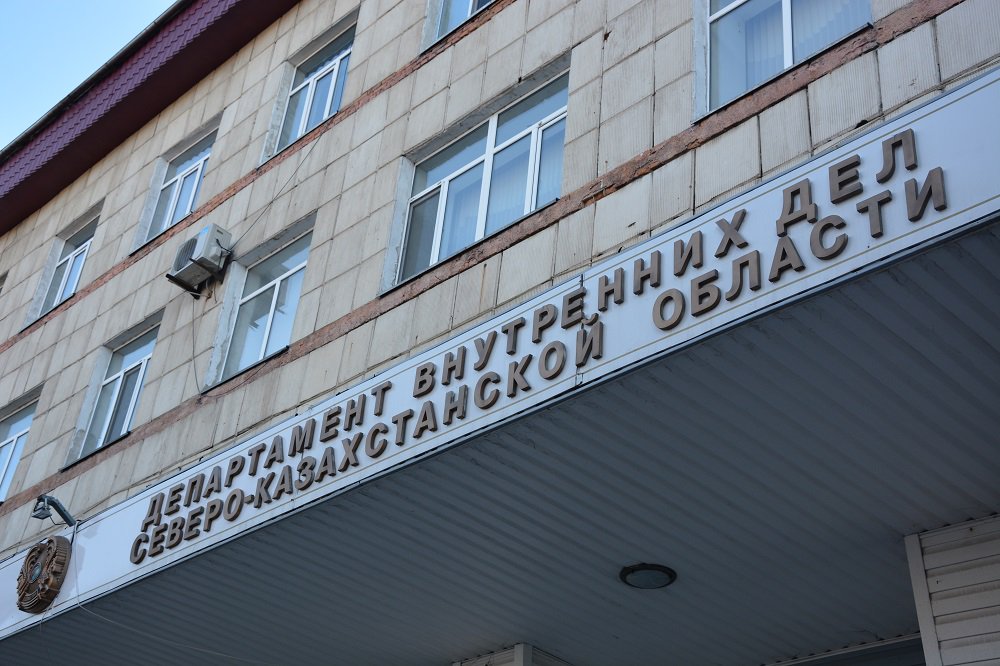 ДЕПАРТАМЕНТ ВНУТРЕННИХ ДЕЛ
СЕВЕРО-КАЗАХСТАНСКОЙ ОБЛАСТИ